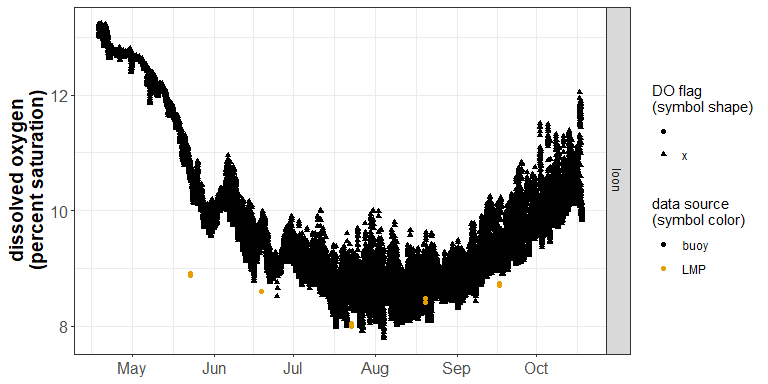 dissolved oxygen
(percent saturation)
12
10
8
May
Jun
Jul
Aug
Sep
Oct
loon
DO flag
(symbol shape)
x
data source
(symbol color)
buoy
LMP